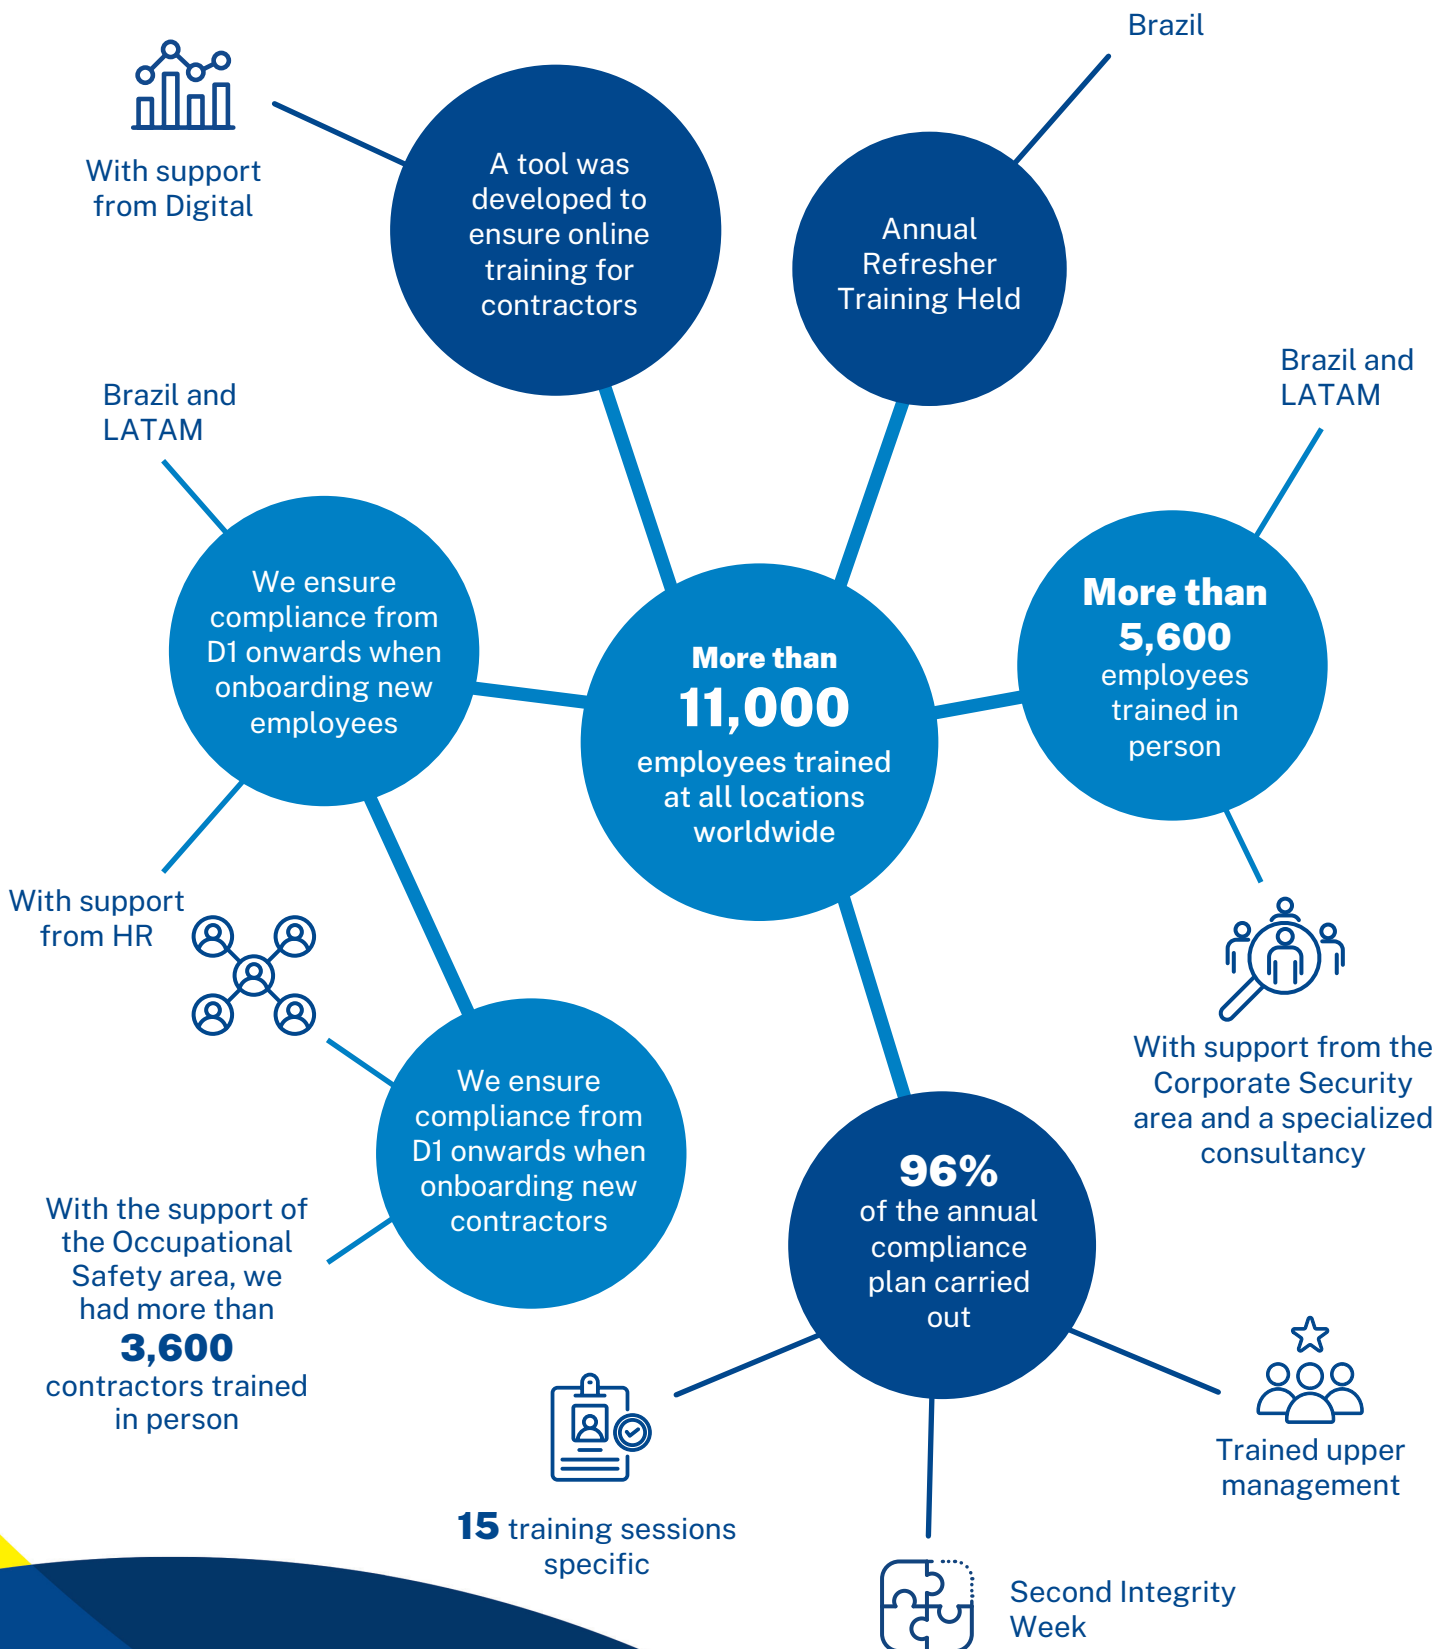 Brazil
With support
from Digital
A tool was
developed to
ensure online
training for
contractors
Annual
Refresher
Training Held
Brazil and
LATAM
Brazil and
LATAM
We ensure
compliance from
D1 onwards when
onboarding new
employees
More than
11,000
employees trained
at all locations
worldwide
More than
5,600
employees
trained in
person
With support
from HR
With support from the
Corporate Security
area and a specialized
consultancy
We ensure
compliance from
D1 onwards when
onboarding new
contractors
With the support of
the Occupational
Safety area, we
had more than
3,600
contractors trained
in person
96%
of the annual
compliance
plan carried
out
Trained upper
management
15 training sessions
specific
Second Integrity
Week